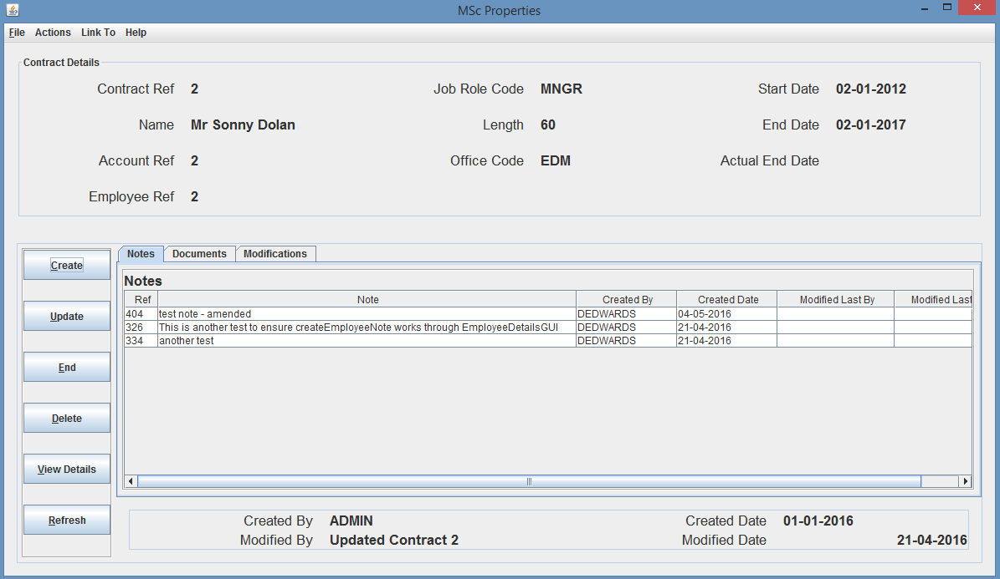 MSc Properties
File Actions Link To Help
Contract Details
Contract Ref 2 Job Role Code MNGR Start Date 02-01-2012
Name Mr Sonny Dolan Length 60 End Date 02-01-2017
Account Ref 2 Office Code EDM Actual End Date
Employee Ref 2
Create
Update
End
Delete
View Details
Refresh
Notes Documents Modifications
Notes
Ref Note Created By Created Date Modified Last By Modified Last
404 test note - amended DEDWARDS 04-05-2016
326 This is another test to ensure createEmployeeNote works through EmployeeDetailsGUI DEDWARDS 21-04-2016
334 another test DEDWARDS 21-04-2016
Created By ADMIN Created Date 01-01-2016
Modified By Updated Contract 2 Modified Date 21-04-2016